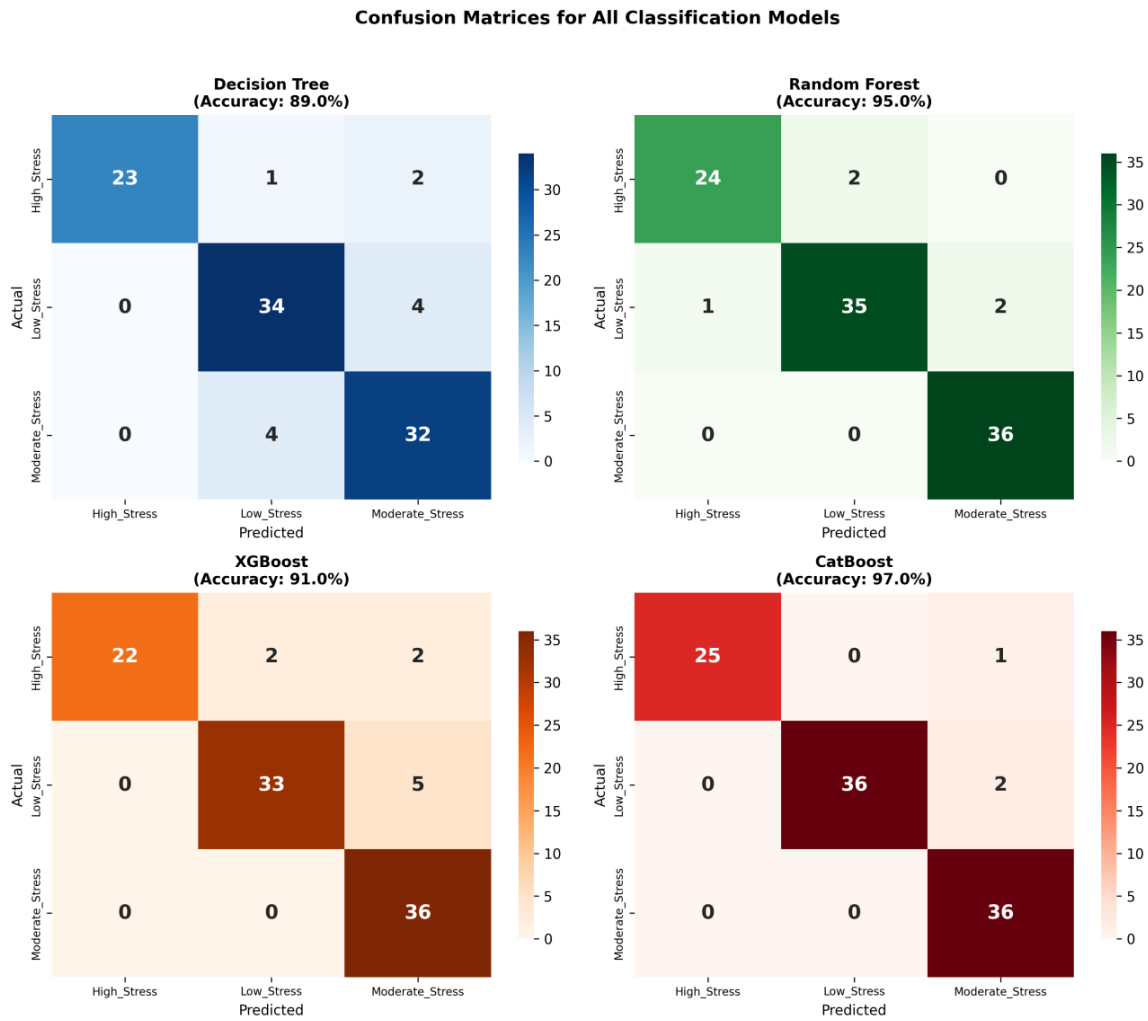 Confusion Matrices for All Classification Models
Decision Tree
(Accuracy: 89.0%)
High_Stress
Low_Stress
Moderate_Stress
Actual
23 1 2
0 34 4
0 4 32
High_Stress Low_Stress Moderate_Stress
Predicted
30
25
20
15
10
5
0
Random Forest
(Accuracy: 95.0%)
High_Stress
Low_Stress
Moderate_Stress
Actual
24 2 0
1 35 2
0 0 36
High_Stress Low_Stress Moderate_Stress
Predicted
35
30
25
20
15
10
5
0
XGBoost
(Accuracy: 91.0%)
High_Stress
Low_Stress
Moderate_Stress
Actual
22 2 2
0 33 5
0 0 36
High_Stress Low_Stress Moderate_Stress
Predicted
35
30
25
20
15
10
5
0
CatBoost
(Accuracy: 97.0%)
High_Stress
Low_Stress
Moderate_Stress
Actual
25 0 1
0 36 2
0 0 36
High_Stress Low_Stress Moderate_Stress
Predicted
35
30
25
20
15
10
5
0